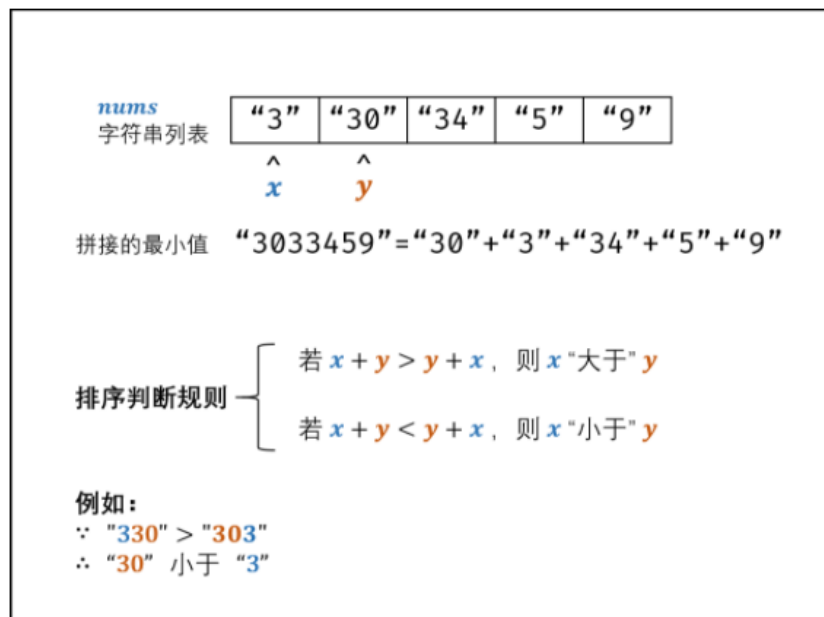 nums
字符串列表
“3” “30” “34” “5” “9”
^ ^
x y
拼接的最小值 “3033459”=“30”+“3”+“34”+“5”+“9”
排序判断规则
若 x + y > y + x，则 x “大于” y
若 x + y < y + x，则 x “小于” y
例如：
∵ "330" > "303"
∴ “30” 小于 “3”